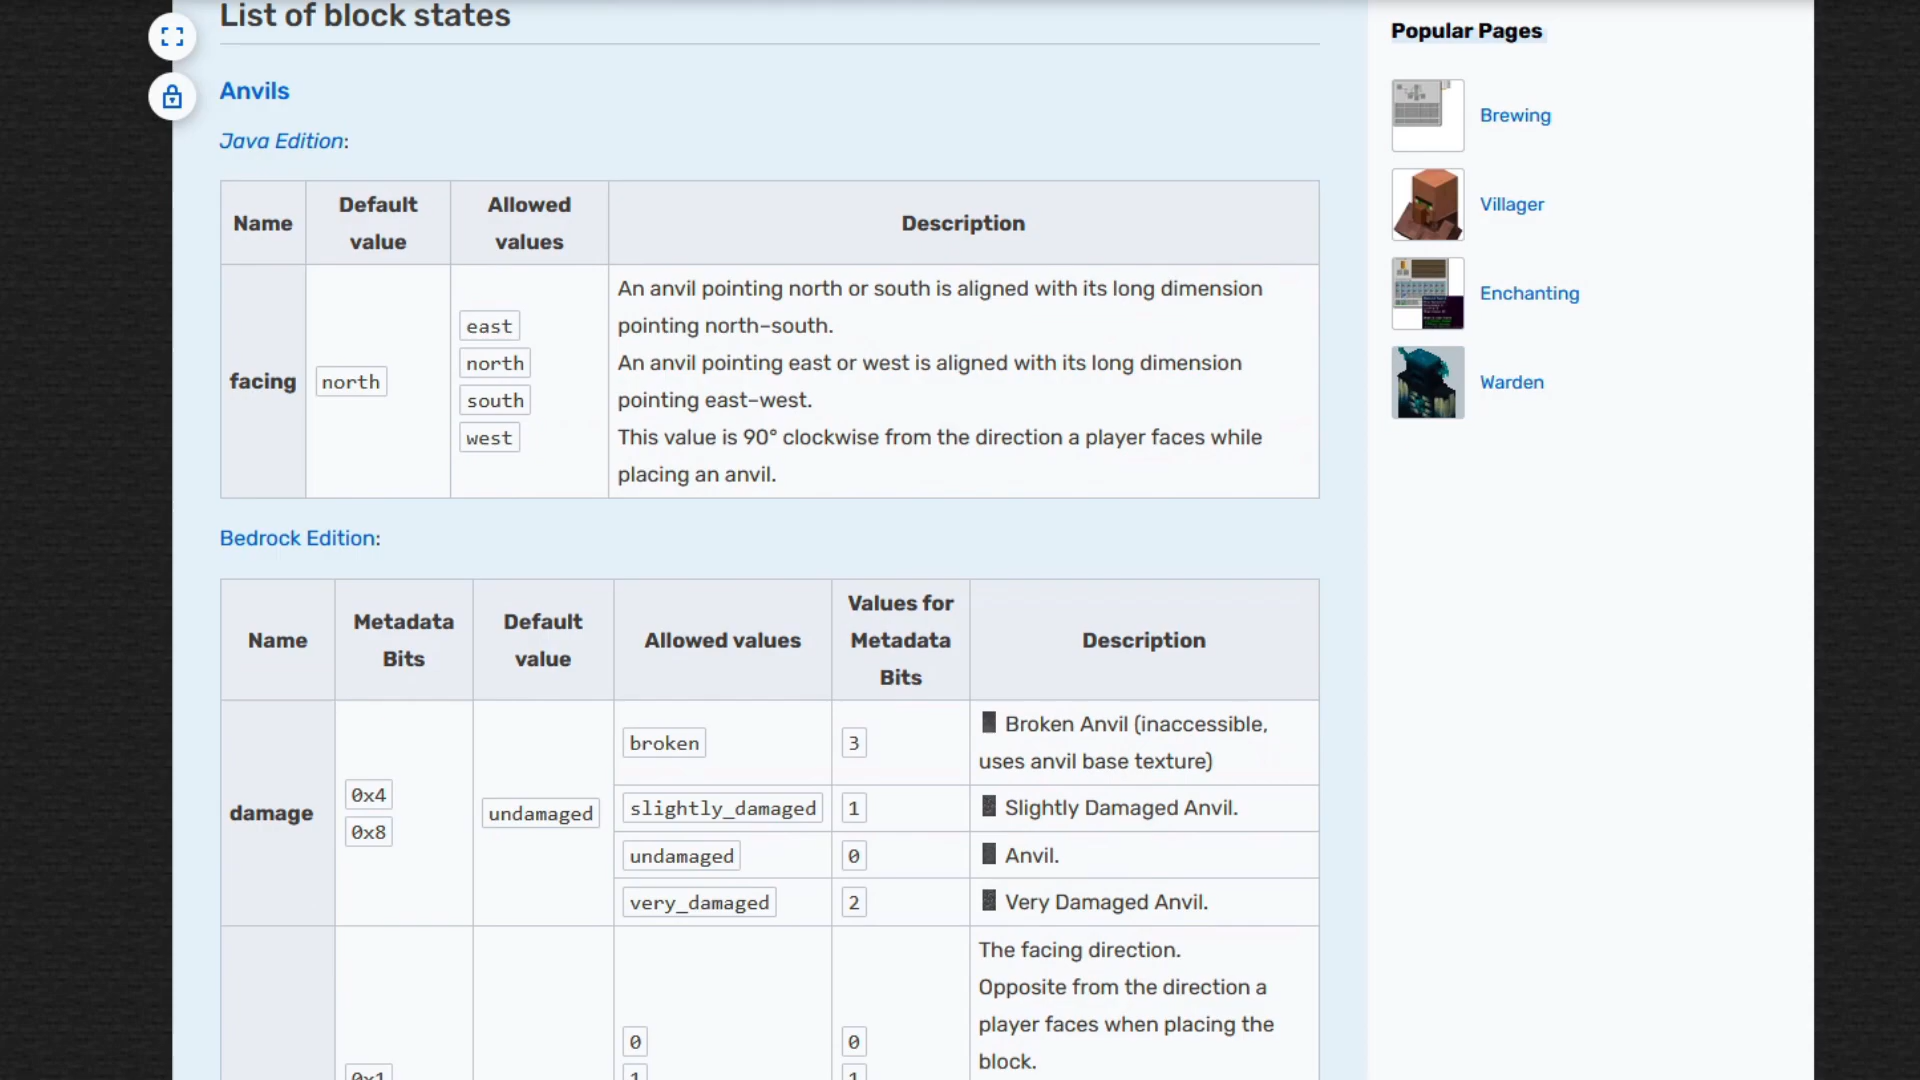 List of block states
Anvils
Java Edition:
Name
Default
value
Allowed
values
Description
facing
north
east
north
south
west
An anvil pointing north or south is aligned with its long dimension
pointing north–south.
An anvil pointing east or west is aligned with its long dimension
pointing east–west.
This value is 90° clockwise from the direction a player faces while
placing an anvil.
Bedrock Edition:
Name
Metadata
Bits
Default
value
Allowed values
Values for
Metadata
Bits
Description
damage
0x4
0x8
undamaged
broken
3
Broken Anvil (inaccessible,
uses anvil base texture)
slightly_damaged
1
Slightly Damaged Anvil.
undamaged
0
Anvil.
very_damaged
2
Very Damaged Anvil.
0x1
0
1
0
1
The facing direction.
Opposite from the direction a
player faces when placing the
block.
Popular Pages
Brewing
Villager
Enchanting
Warden